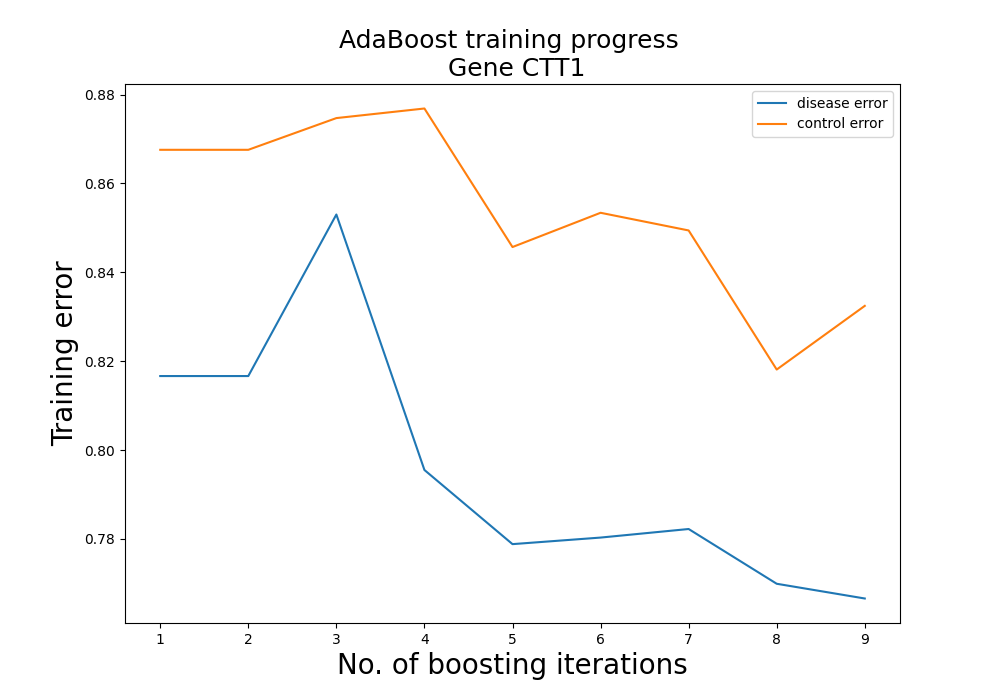 AdaBoost training progress
Gene CTT1
disease error
control error
0.88
0.86
0.84
0.82
0.80
0.78
Training error
1 2 3 4 5 6 7 8 9
No. of boosting iterations